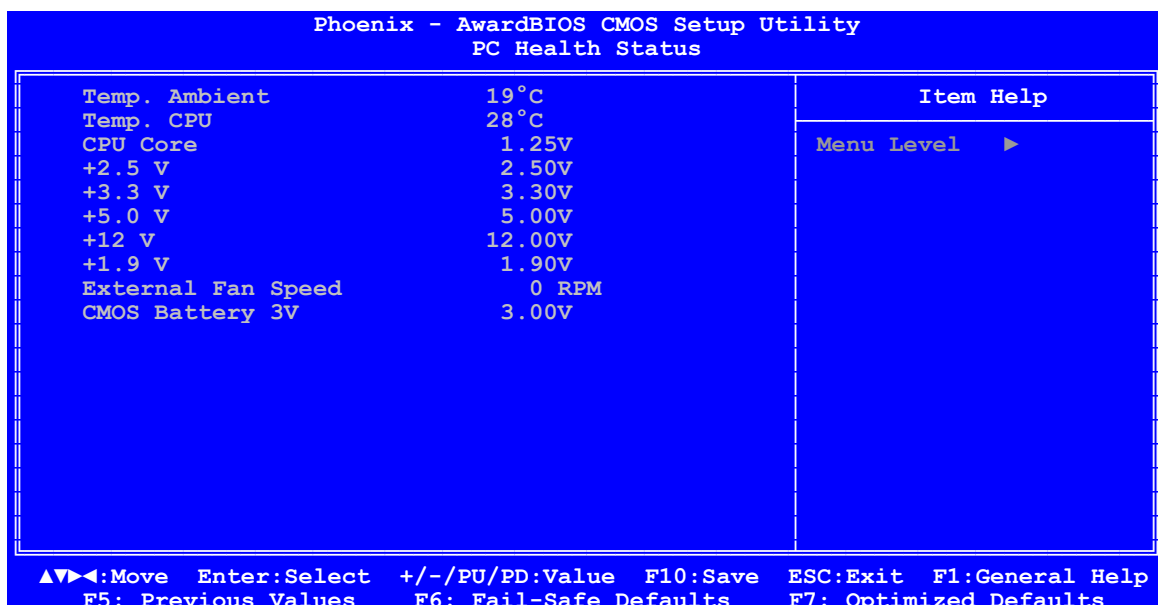 Phoenix - AwardBIOS CMOS Setup Utility
PC Health Status
Temp. Ambient 19°C
Temp. CPU 28°C
CPU Core 1.25V
+2.5 V 2.50V
+3.3 V 3.30V
+5.0 V 5.00V
+12 V 12.00V
+1.9 V 1.90V
External Fan Speed 0 RPM
CMOS Battery 3V 3.00V
Item Help
Menu Level ►
▲▼►◄:Move Enter:Select +/-/PU/PD:Value F10:Save ESC:Exit F1:General Help
F5: Previous Values F6: Fail-Safe Defaults F7: Optimized Defaults